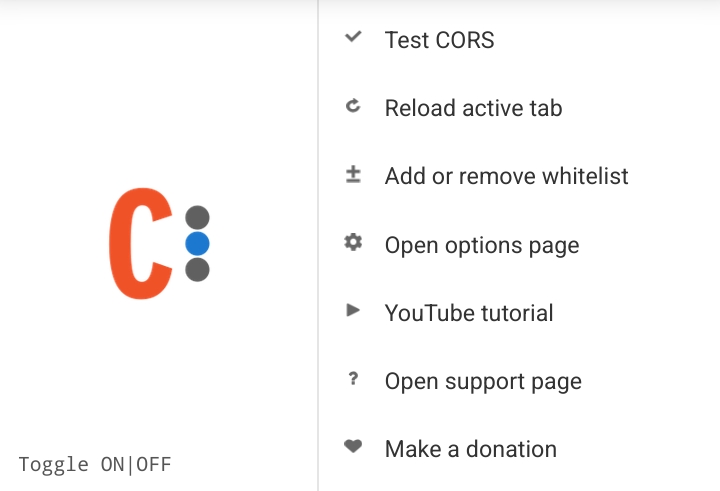 Test CORS
Reload active tab
Add or remove whitelist
Open options page
YouTube tutorial
Open support page
Make a donation
C
Toggle ON|OFF